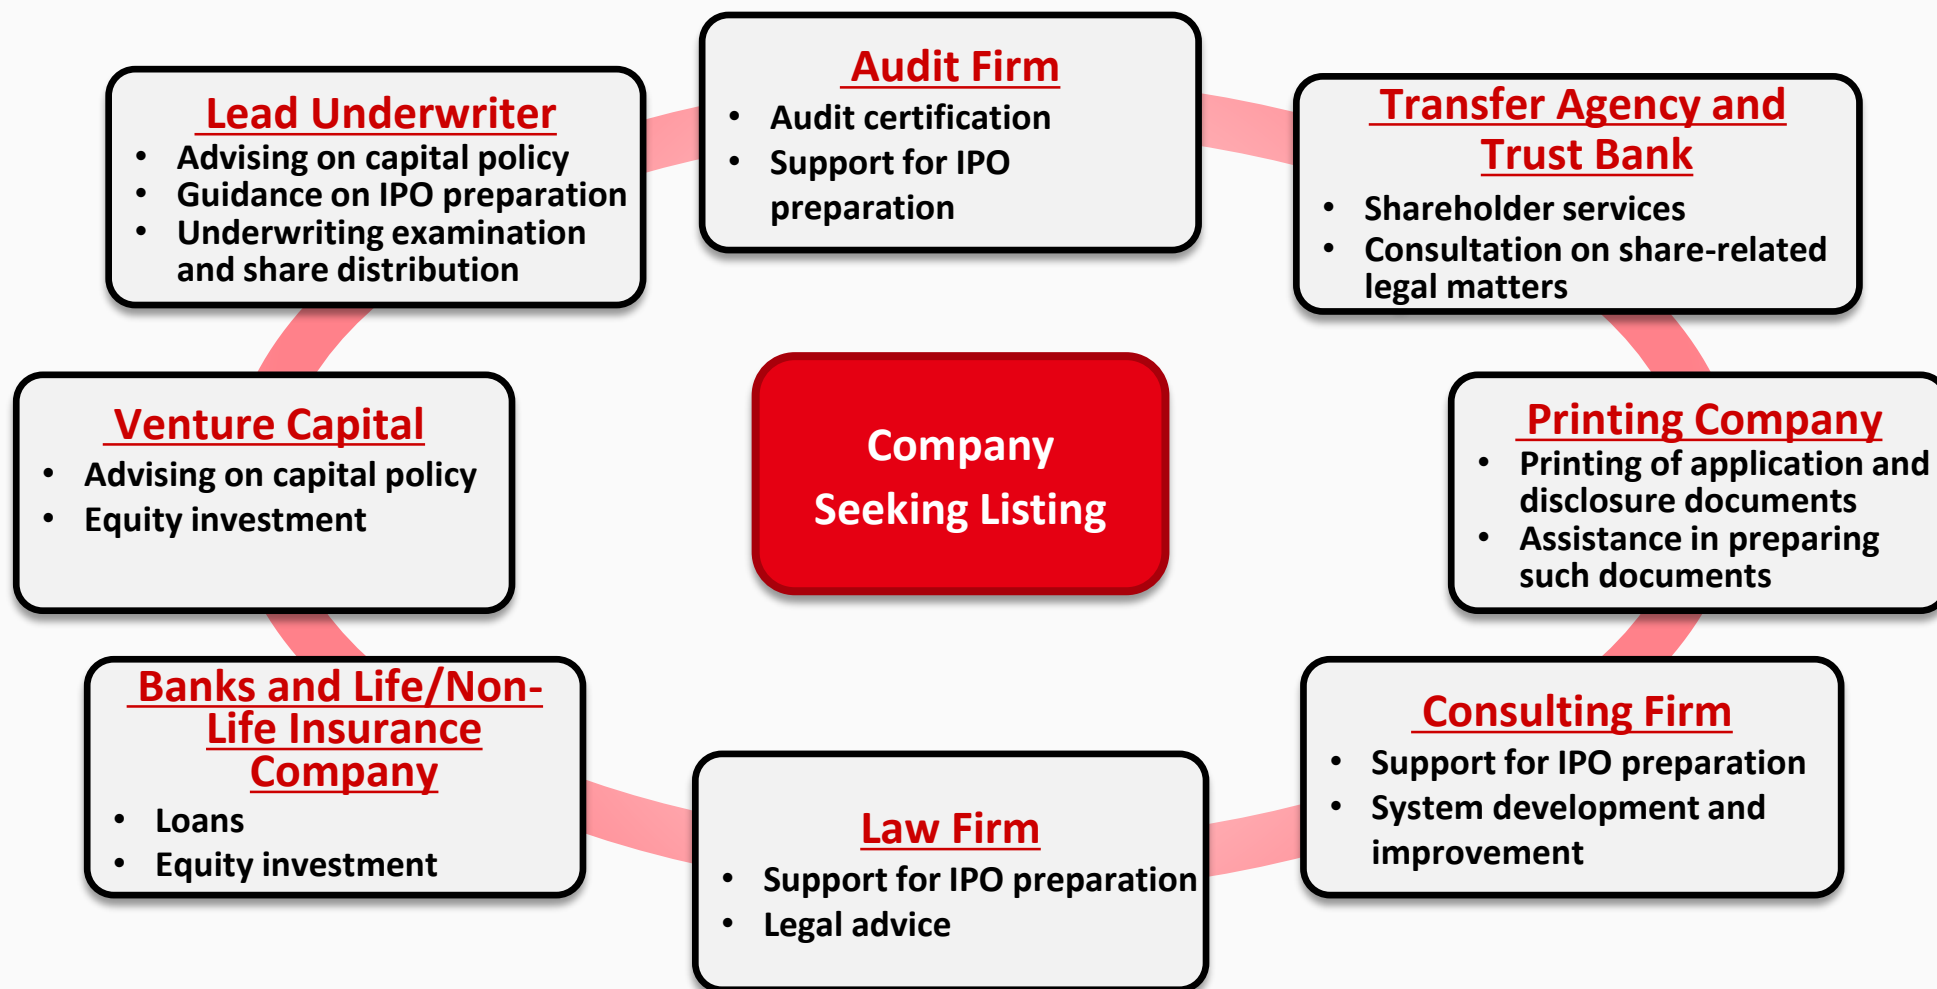 Audit Firm
• Audit certification
• Support for IPO
preparation
Lead Underwriter
• Advising on capital policy
• Guidance on IPO preparation
• Underwriting examination
and share distribution
Transfer Agency and
Trust Bank
• Shareholder services
• Consultation on share-related
legal matters
Venture Capital
• Advising on capital policy
• Equity investment
Company
Seeking Listing
Printing Company
• Printing of application and
disclosure documents
• Assistance in preparing
such documents
Banks and Life/Non-
Life Insurance
Company
• Loans
• Equity investment
Law Firm
• Support for IPO preparation
• Legal advice
Consulting Firm
• Support for IPO preparation
• System development and
improvement